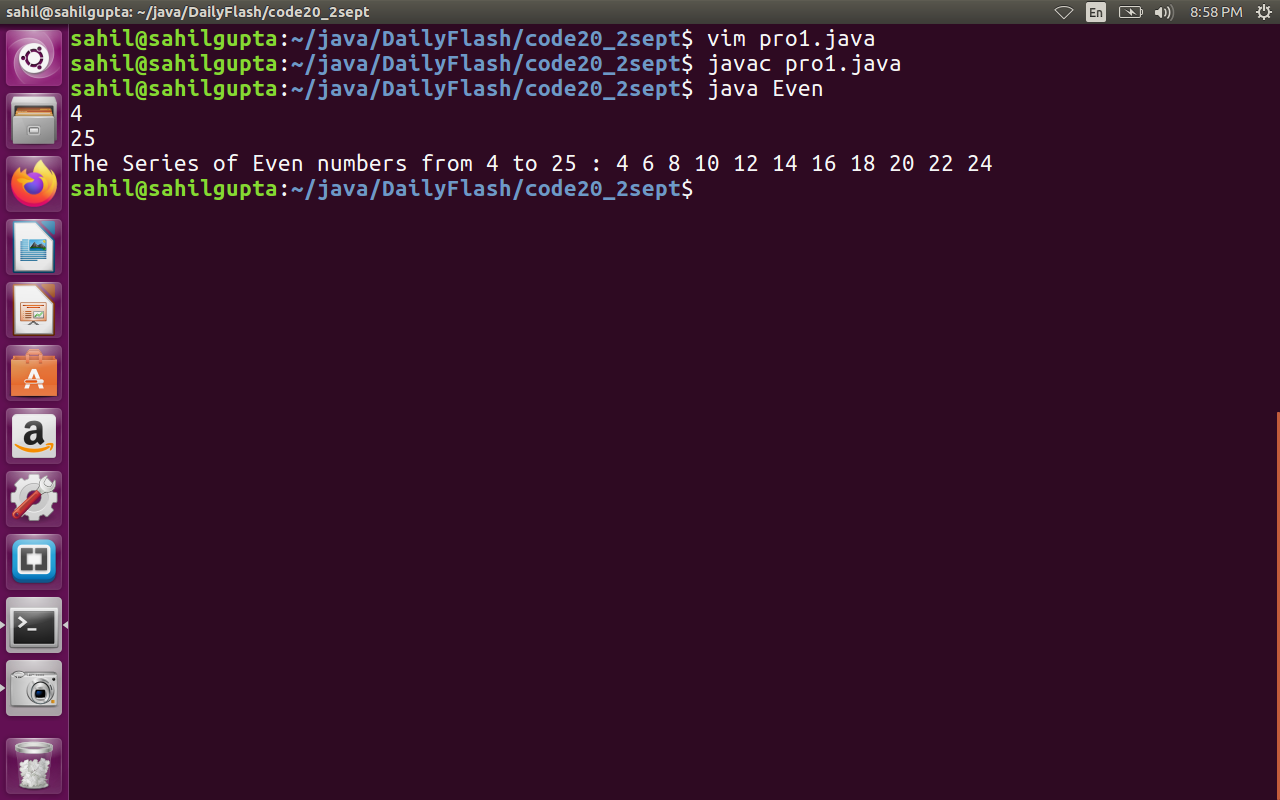 sahil@sahilgupta: ~/java/DailyFlash/code20_2sept
En
8:58 PM
sahil@sahilgupta:~/java/DailyFlash/code20_2sept$ vim pro1.java
sahil@sahilgupta:~/java/DailyFlash/code20_2sept$ javac pro1.java
sahil@sahilgupta:~/java/DailyFlash/code20_2sept$ java Even
4
25
The Series of Even numbers from 4 to 25 : 4 6 8 10 12 14 16 18 20 22 24
sahil@sahilgupta:~/java/DailyFlash/code20_2sept$